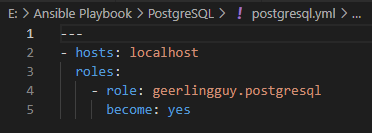 E: > Ansible Playbook > PostgreSQL > ! postgresql.yml > ...
1 ---
2 - hosts: localhost
3 roles:
4 - role: geerlingguy.postgresql
5 become: yes